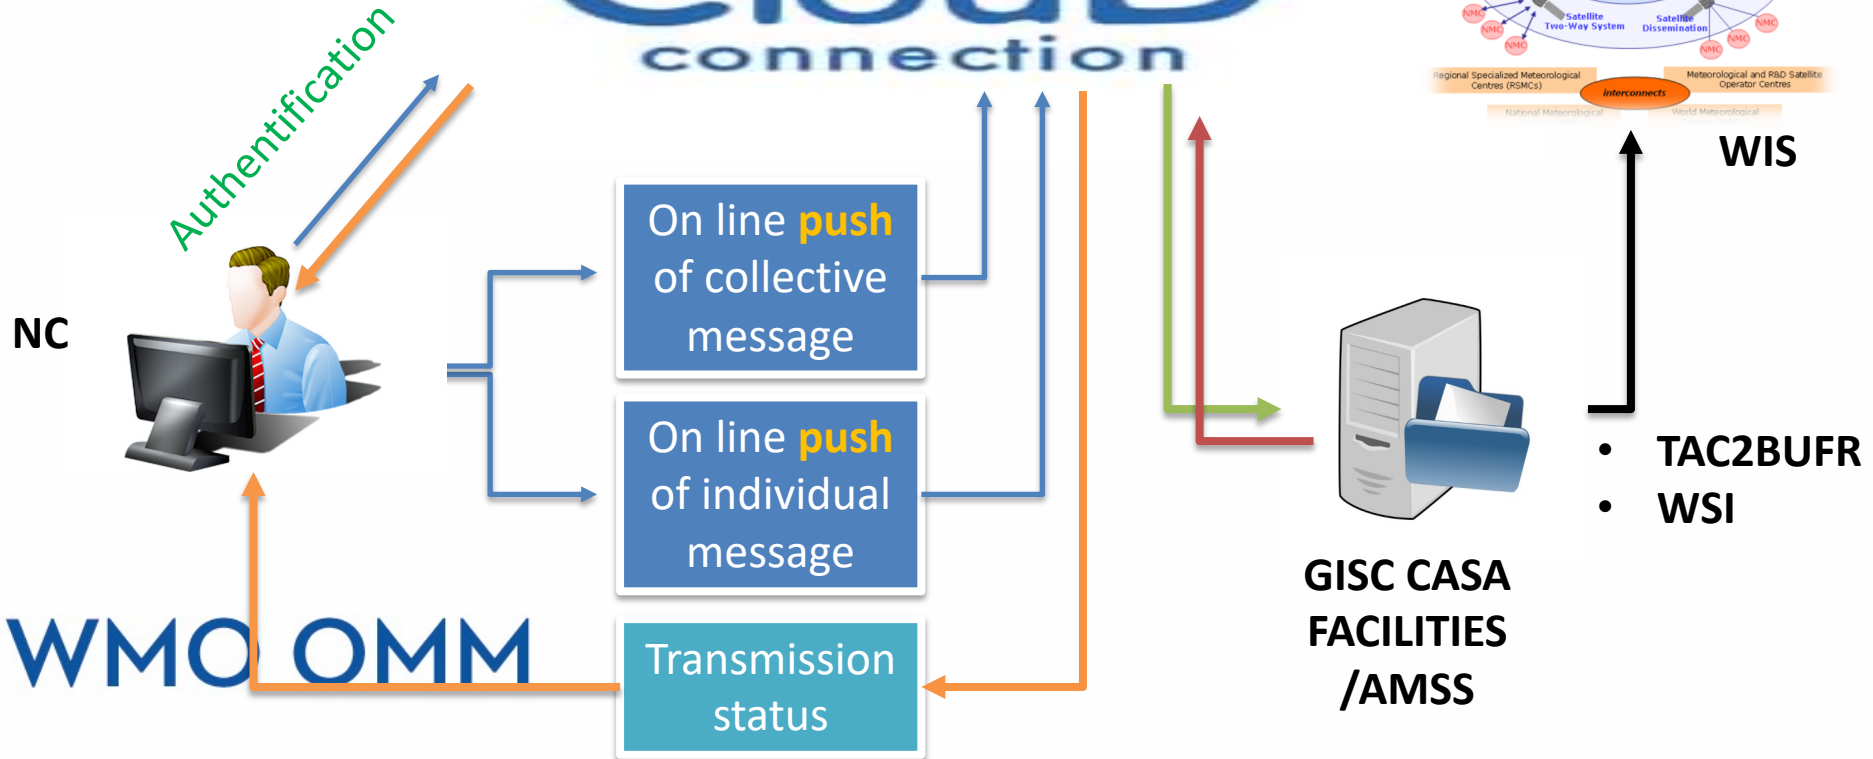 ClouD
connection
Authentification
NC
On line push
of collective
message
On line push
of individual
message
Transmission
status
WMO OMM
NMC
NMC
NMC
Satellite
Two-Way System
Satellite
Dissemination
NMC
NMC
NMC
Regional Specialized Meteorological
Centres (RSMCs)
interconnects
Meteorological and R&D Satellite
Operator Centres
National Meteorological
World Meteorological
WIS
• TAC2BUFR
• WSI
GISC CASA
FACILITIES
/AMSS